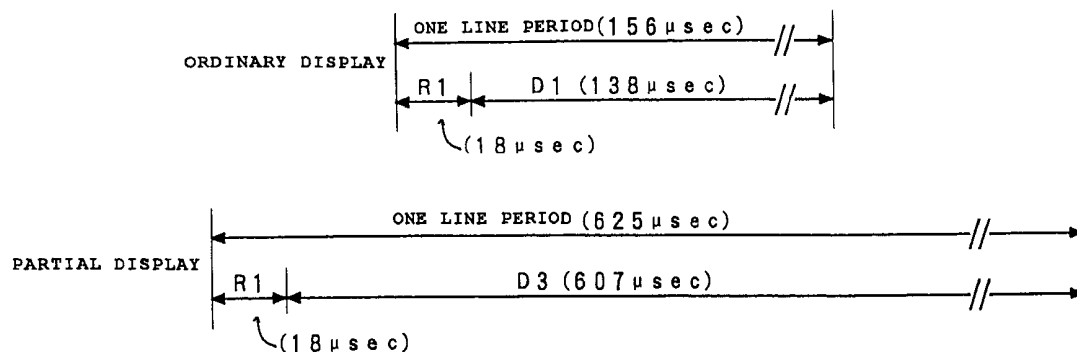 ONE LINE PERIOD(156μsec)
ORDINARY DISPLAY
R1 D1 (138μsec)
(18μsec)
ONE LINE PERIOD (625μsec)
PARTIAL DISPLAY
R1 D3 (607μsec)
(18μsec)